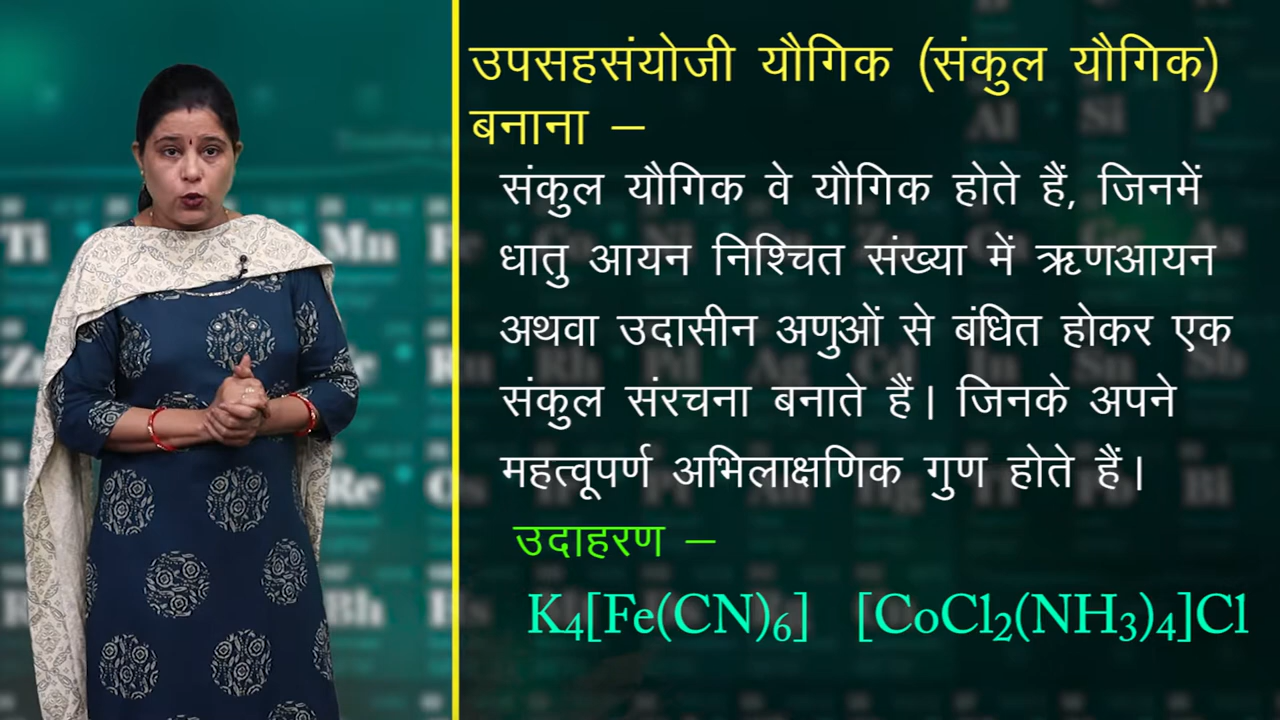 उपसहसंयोजी यौगिक (संकुल यौगिक)
बनाना –
संकुल यौगिक वे यौगिक होते हैं, जिनमें
धातु आयन निश्चित संख्या में ऋणआयन
अथवा उदासीन अणुओं से बंधित होकर एक
संकुल संरचना बनाते हैं। जिनके अपने
महत्वपूर्ण अभिलाक्षणिक गुण होते हैं।
उदाहरण –
K₄[Fe(CN)₆] [CoCl₂(NH₃)₄]Cl